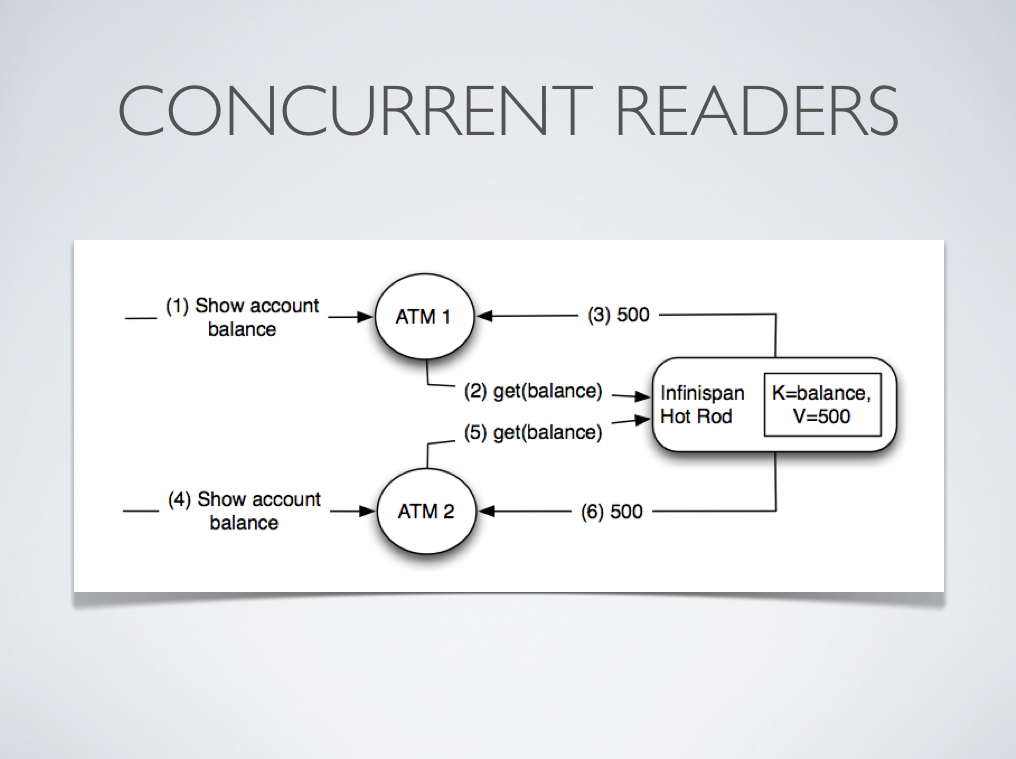 CONCURRENT READERS
(1) Show account
balance
ATM 1
(3) 500
(2) get(balance)
Infinispan
Hot Rod
K=balance,
V=500
(5) get(balance)
(4) Show account
balance
ATM 2
(6) 500